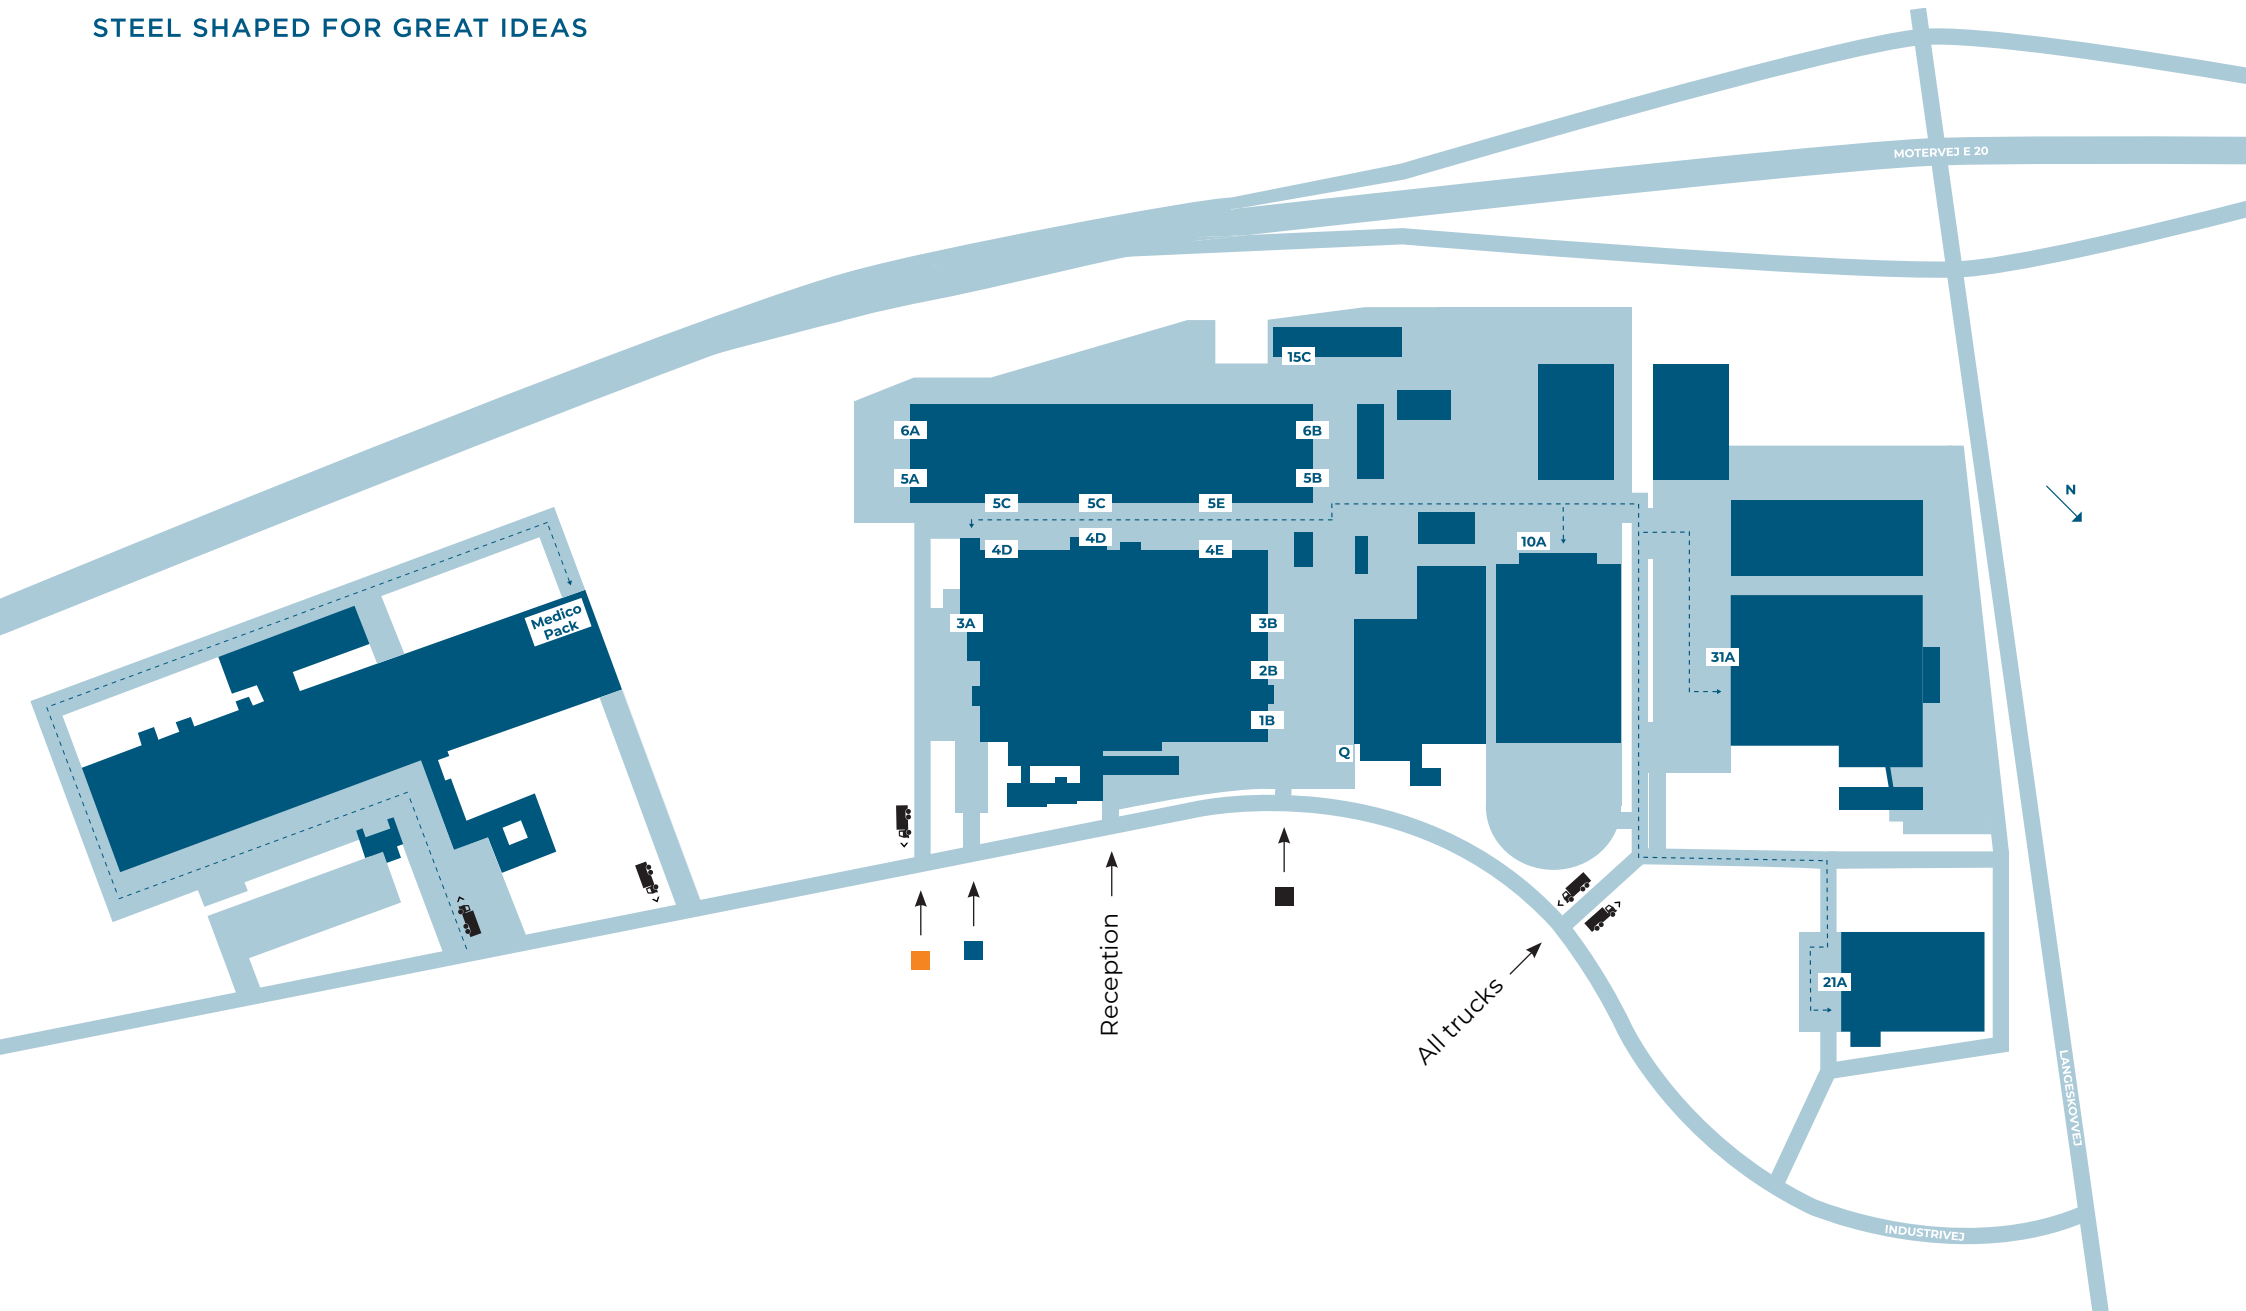 STEEL SHAPED FOR GREAT IDEAS
MOTERVEJ E 20
15C
6A
6B
5A
5B
N
5C
5C
5E
4D
4D
4E
10A
Medico
Pack
3A
3B
2B
31A
1B
Q
Reception
All trucks
21A
LANGESKOVVEJ
INDUSTRIVEJ